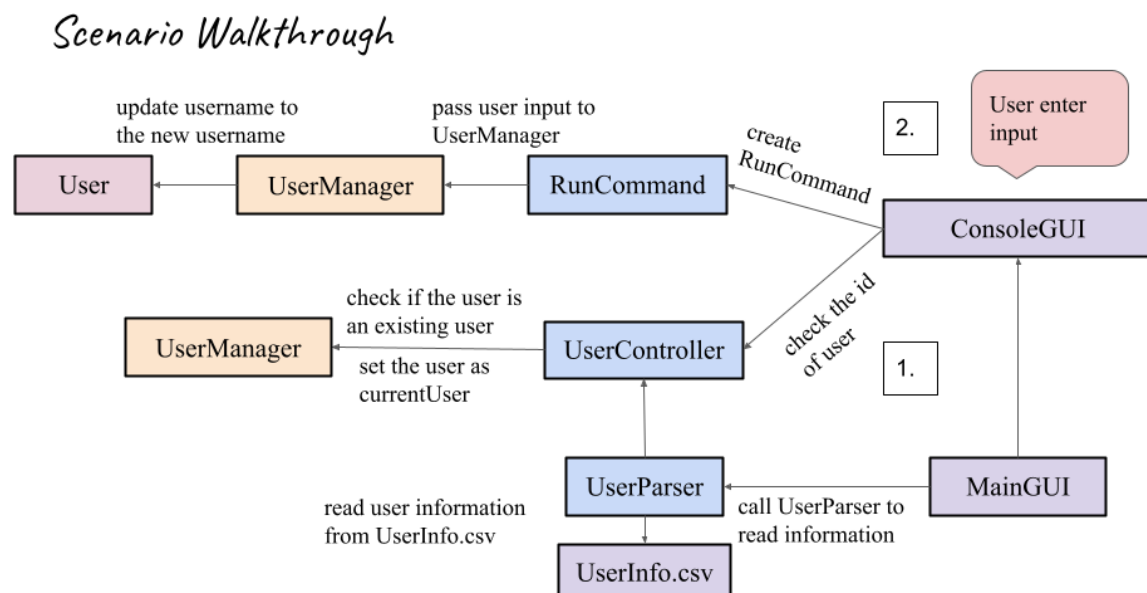 Scenario Walkthrough
update username to
the new username
pass user input to
UserManager
create
RunCommand
2.
User enter
input
User
UserManager
RunCommand
ConsoleGUI
check if the user is
an existing user
set the user as
currentUser
UserManager
UserController
check the id
of user
1.
UserParser
MainGUI
read user information
from UserInfo.csv
call UserParser to
read information
UserInfo.csv